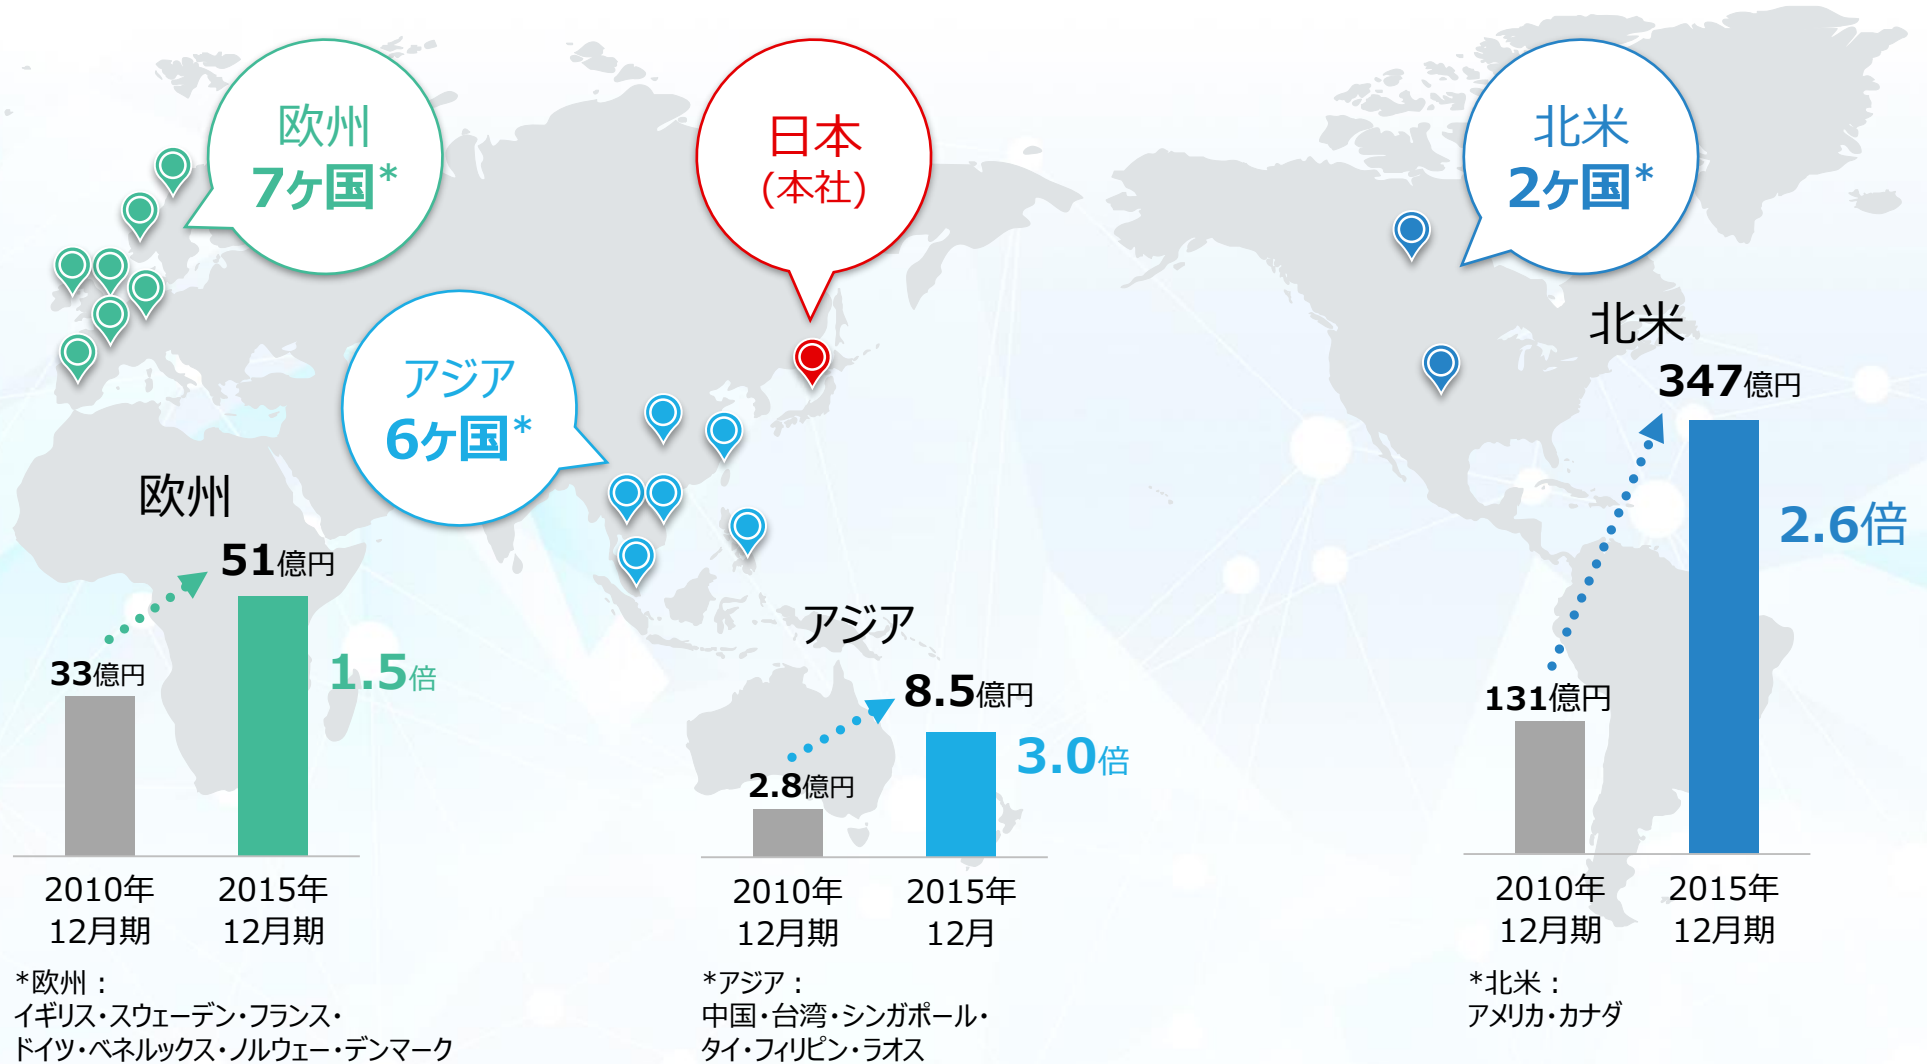 欧州
7ヶ国*
日本
(本社)
北米
2ヶ国*
アジア
6ヶ国*
欧州
51億円
33億円
1.5倍
2010年
12月期
2015年
12月期
*欧州：
イギリス・スウェーデン・フランス・
ドイツ・ベネルックス・ノルウェー・デンマーク
アジア
8.5億円
2.8億円
3.0倍
2010年
12月期
2015年
12月
*アジア：
中国・台湾・シンガポール・
タイ・フィリピン・ラオス
北米
347億円
131億円
2.6倍
2010年
12月期
2015年
12月期
*北米：
アメリカ・カナダ